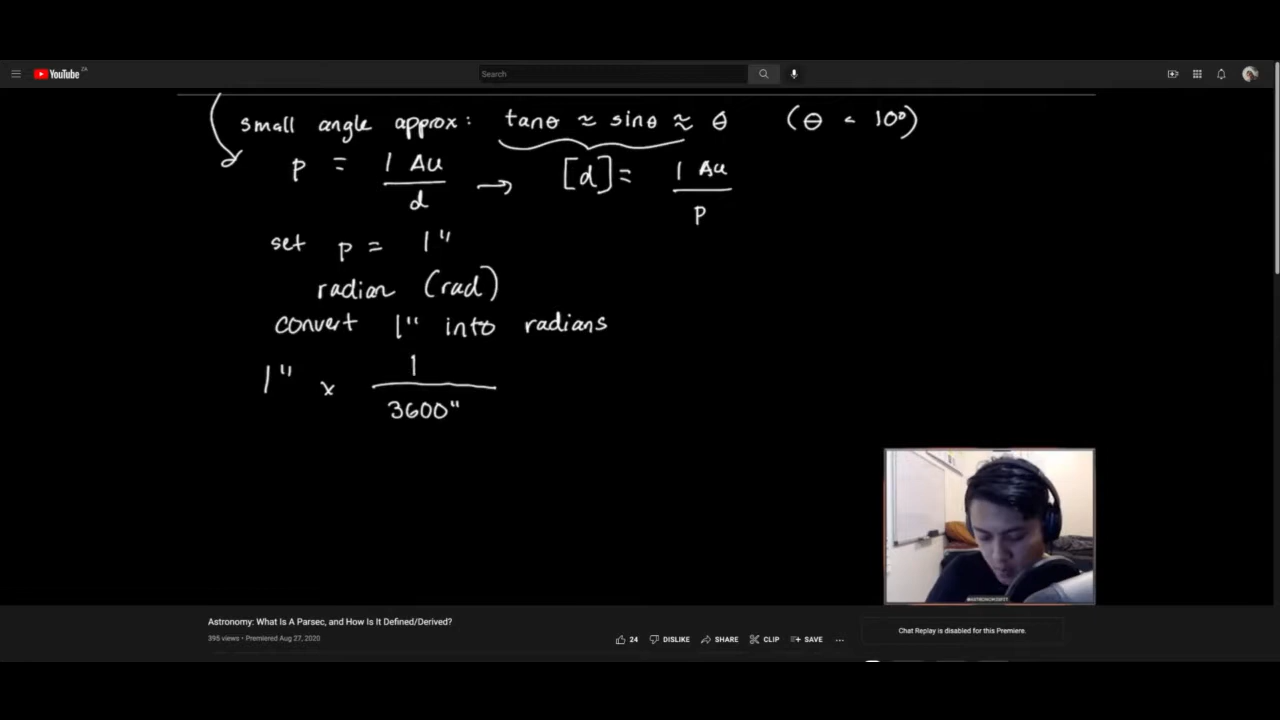 YouTube ZA
Search
small angle approx: tanθ ≈ sinθ ≈ θ (θ < 10°)
p = 1 Au / d → [d] = 1 Au / p
set p = 1"
radian (rad)
convert 1" into radians
1" x 1 / 3600"
@ASTRONOMOFET
Astronomy: What Is A Parsec, and How Is It Defined/Derived?
395 views • Premiered Aug 27, 2020
24 DISLIKE SHARE CLIP SAVE ...
Chat Replay is disabled for this Premiere.